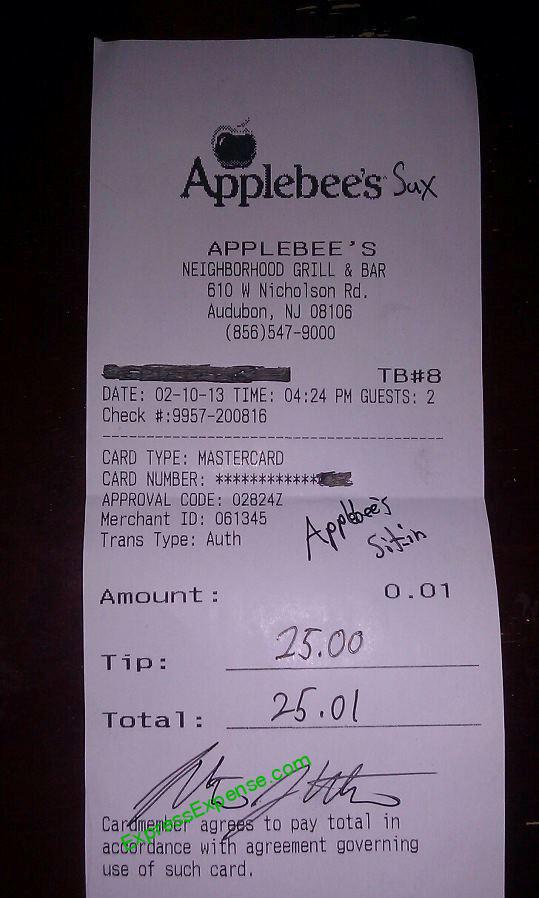 Applebee's Sux
APPLEBEE'S
NEIGHBORHOOD GRILL & BAR
610 W Nicholson Rd.
Audubon, NJ 08106
(856)547-9000
TB#8
DATE: 02-10-13 TIME: 04:24 PM GUESTS: 2
Check #:9957-200816
CARD TYPE: MASTERCARD
CARD NUMBER: ************
APPROVAL CODE: 02824Z
Merchant ID: 061345
Trans Type: Auth
Applebee's
Sit-in
Amount: 0.01
Tip: 25.00
Total: 25.01
ExpressExpense.com
Cardmember agrees to pay total in
accordance with agreement governing
use of such card.